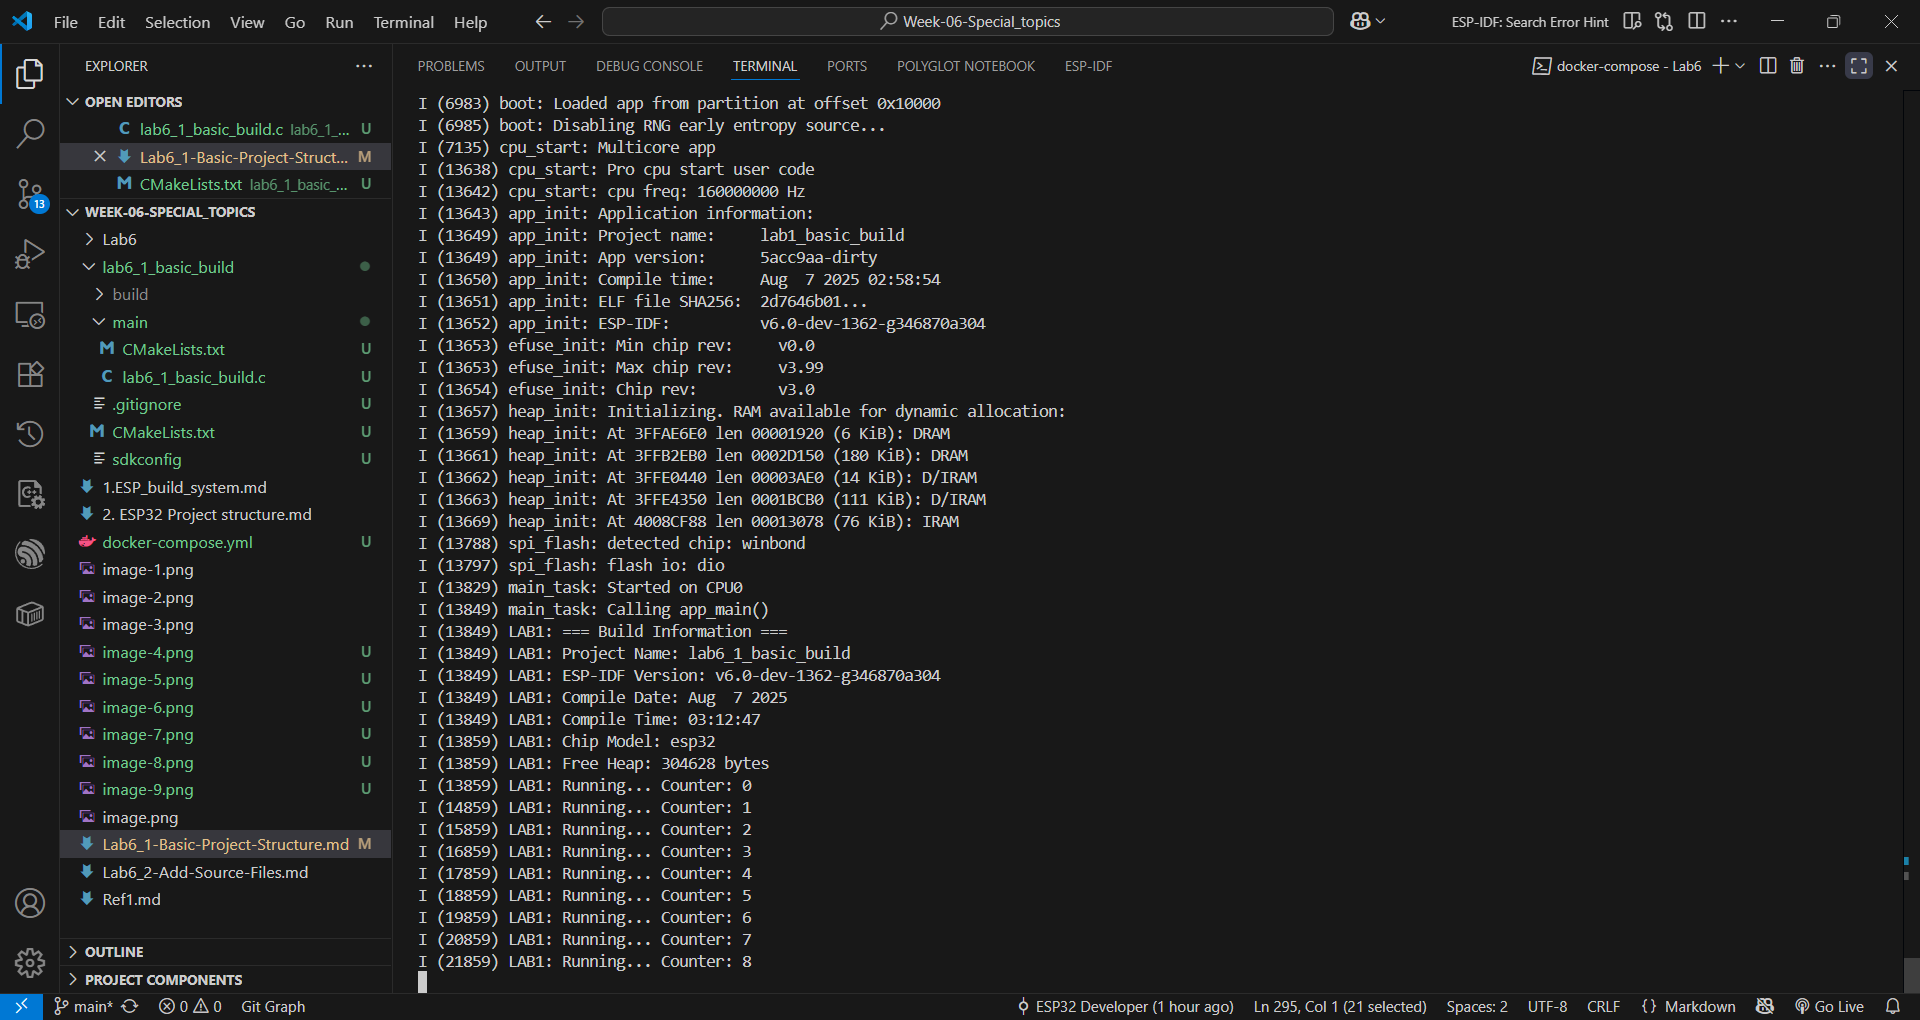 File Edit Selection View Go Run Terminal Help
Week-06-Special_topics
ESP-IDF: Search Error Hint
EXPLORER
OPEN EDITORS
lab6_1_basic_build.c lab6_1_... U
Lab6_1-Basic-Project-Struct... M
CMakeLists.txt lab6_1_basic_... U
WEEK-06-SPECIAL_TOPICS
Lab6
lab6_1_basic_build
build
main
CMakeLists.txt U
lab6_1_basic_build.c U
.gitignore U
CMakeLists.txt U
sdkconfig U
1.ESP_build_system.md
2. ESP32 Project structure.md
docker-compose.yml U
image-1.png
image-2.png
image-3.png
image-4.png U
image-5.png U
image-6.png U
image-7.png U
image-8.png U
image-9.png U
image.png
Lab6_1-Basic-Project-Structure.md M
Lab6_2-Add-Source-Files.md
Ref1.md
OUTLINE
PROJECT COMPONENTS
13
PROBLEMS OUTPUT DEBUG CONSOLE TERMINAL PORTS POLYGLOT NOTEBOOK ESP-IDF
docker-compose - Lab6
I (6983) boot: Loaded app from partition at offset 0x10000
I (6985) boot: Disabling RNG early entropy source...
I (7135) cpu_start: Multicore app
I (13638) cpu_start: Pro cpu start user code
I (13642) cpu_start: cpu freq: 160000000 Hz
I (13643) app_init: Application information:
I (13649) app_init: Project name:     lab1_basic_build
I (13649) app_init: App version:      5acc9aa-dirty
I (13650) app_init: Compile time:     Aug  7 2025 02:58:54
I (13651) app_init: ELF file SHA256:  2d7646b01...
I (13652) app_init: ESP-IDF:          v6.0-dev-1362-g346870a304
I (13653) efuse_init: Min chip rev:     v0.0
I (13653) efuse_init: Max chip rev:     v3.99
I (13654) efuse_init: Chip rev:         v3.0
I (13657) heap_init: Initializing. RAM available for dynamic allocation:
I (13659) heap_init: At 3FFAE6E0 len 00001920 (6 KiB): DRAM
I (13661) heap_init: At 3FFB2EB0 len 0002D150 (180 KiB): DRAM
I (13662) heap_init: At 3FFE0440 len 00003AE0 (14 KiB): D/IRAM
I (13663) heap_init: At 3FFE4350 len 0001BCB0 (111 KiB): D/IRAM
I (13669) heap_init: At 4008CF88 len 00013078 (76 KiB): IRAM
I (13788) spi_flash: detected chip: winbond
I (13797) spi_flash: flash io: dio
I (13829) main_task: Started on CPU0
I (13849) main_task: Calling app_main()
I (13849) LAB1: === Build Information ===
I (13849) LAB1: Project Name: lab6_1_basic_build
I (13849) LAB1: ESP-IDF Version: v6.0-dev-1362-g346870a304
I (13849) LAB1: Compile Date: Aug  7 2025
I (13849) LAB1: Compile Time: 03:12:47
I (13859) LAB1: Chip Model: esp32
I (13859) LAB1: Free Heap: 304628 bytes
I (13859) LAB1: Running... Counter: 0
I (14859) LAB1: Running... Counter: 1
I (15859) LAB1: Running... Counter: 2
I (16859) LAB1: Running... Counter: 3
I (17859) LAB1: Running... Counter: 4
I (18859) LAB1: Running... Counter: 5
I (19859) LAB1: Running... Counter: 6
I (20859) LAB1: Running... Counter: 7
I (21859) LAB1: Running... Counter: 8
main* 0 0 Git Graph
ESP32 Developer (1 hour ago) Ln 295, Col 1 (21 selected) Spaces: 2 UTF-8 CRLF {} Markdown Go Live